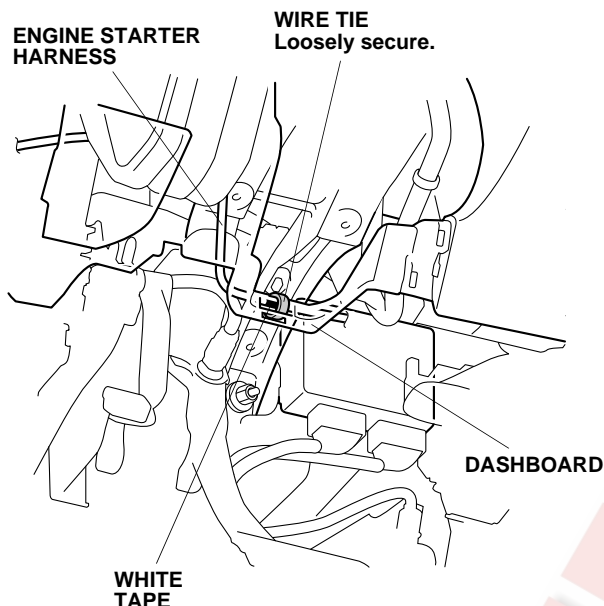 WIRE TIE
Loosely secure.
ENGINE STARTER
HARNESS
DASHBOARD
WHITE
TAPE